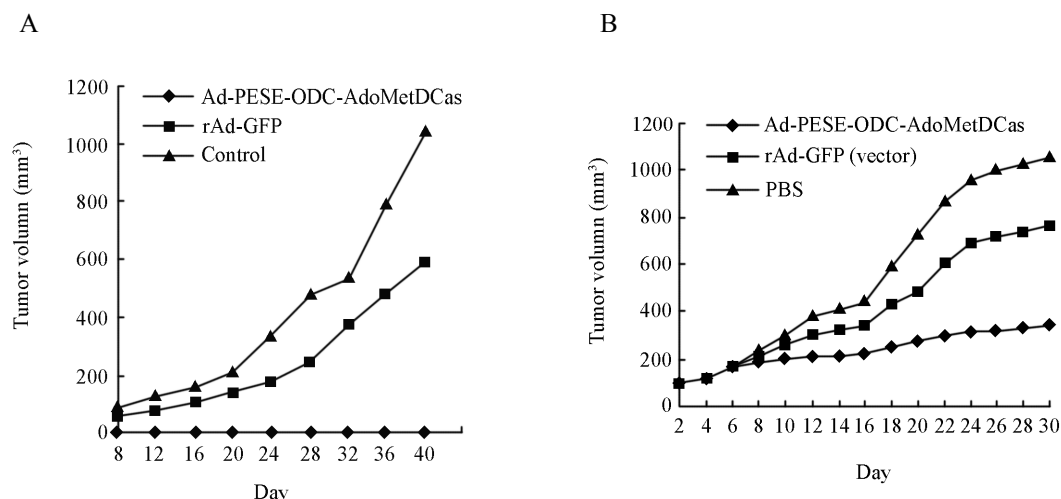 A
Tumor volumn (mm³)
1200
1000
800
600
400
200
0
Ad-PESE-ODC-AdoMetDCas
rAd-GFP
Control
8 12 16 20 24 28 32 36 40
Day
B
Tumor volumn (mm³)
1200
1000
800
600
400
200
0
Ad-PESE-ODC-AdoMetDCas
rAd-GFP (vector)
PBS
2 4 6 8 10 12 14 16 18 20 22 24 26 28 30
Day